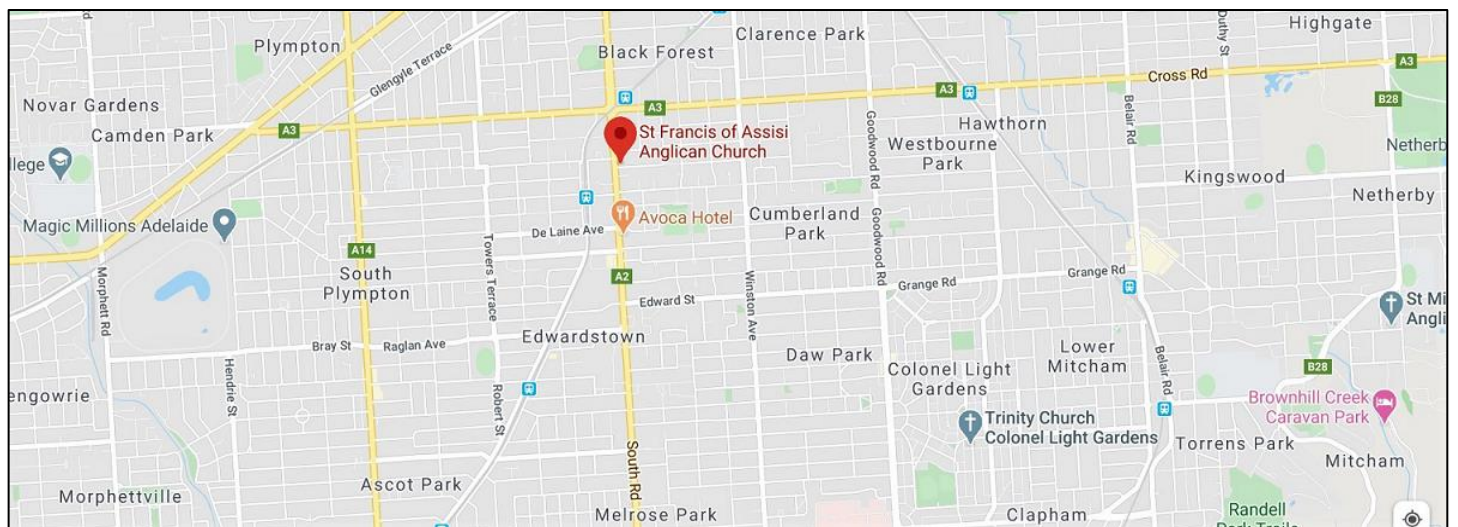 Plympton
Glengyle Terrace
Black Forest
Clarence Park
Duthy St
Highgate
A3
Cross Rd
A3
A3
A3
B28
Novar Gardens
Camden Park
llege
St Francis of Assisi
Anglican Church
Goodwood Rd
Westbourne
Park
Hawthorn
Belair Rd
Netherb
Kingswood
Netherby
Magic Millions Adelaide
Avoca Hotel
Cumberland
Park
De Laine Ave
Towers Terrace
Goodwood Rd
A14
South
Plympton
A2
Morphett Rd
Edward St
Winston Ave
Grange Rd
Grange Rd
St Mi
Angli
Bray St
Raglan Ave
Edwardstown
Daw Park
Colonel Light
Gardens
Lower
Mitcham
Belair Rd
B28
engowrie
Hendrie St
Robert St
Brownhill Creek
Caravan Park
Trinity Church
Colonel Light Gardens
Torrens Park
Mitcham
South Rd
Morphettville
Ascot Park
Melrose Park
Clapham
Randell
Park Trails